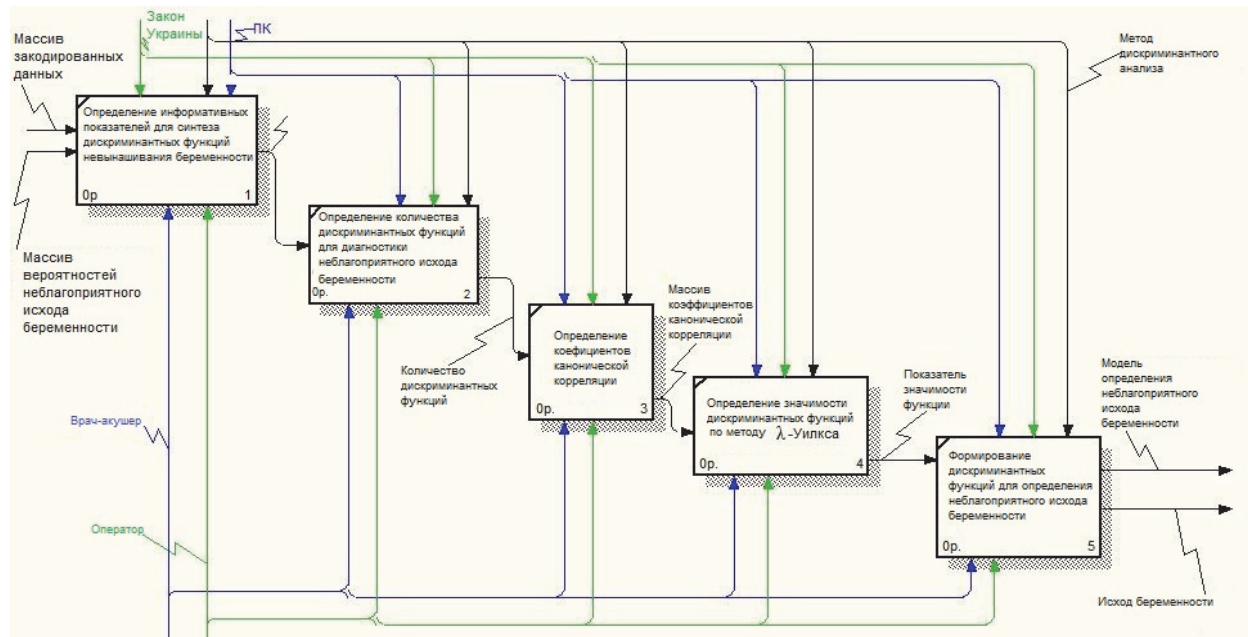 Закон
Украины
ПК
Массив
закодированных
данных
Метод
дискриминантного
анализа
Определение информативных
показателей для синтеза
дискриминантных функций
невынашивания беременности
0р
1
Массив
вероятностей
неблагоприятного
исхода
беременности
Определение количества
дискриминантных функций
для диагностики
неблагоприятного исхода
беременности
0р.
2
Количество
дискриминантных
функций
Определение
коефициентов
канонической
корреляции
0р.
3
Массив
коэффициентов
канонической
корреляции
Определение значимости
дискриминантных функций
по методу λ-Уилкса
0р.
4
Показатель
значимости
функции
Формирование
дискриминантных
функций для определения
неблагоприятного исхода
беременности
0р.
5
Модель
определения
неблагоприятного
исхода
беременности
Врач-акушер
Оператор
Исход беременности